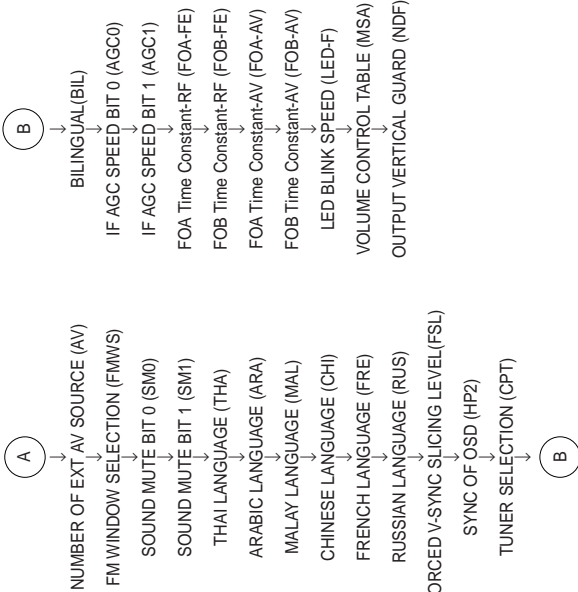 A
NUMBER OF EXT AV SOURCE (AV)
FM WINDOW SELECTION (FMWS)
SOUND MUTE BIT 0 (SM0)
SOUND MUTE BIT 1 (SM1)
THAI LANGUAGE (THA)
ARABIC LANGUAGE (ARA)
MALAY LANGUAGE (MAL)
CHINESE LANGUAGE (CHI)
FRENCH LANGUAGE (FRE)
RUSSIAN LANGUAGE (RUS)
ORCED V-SYNC SLICING LEVEL(FSL)
SYNC OF OSD (HP2)
TUNER SELECTION (CPT)
B
B
BILINGUAL(BIL)
IF AGC SPEED BIT 0 (AGC0)
IF AGC SPEED BIT 1 (AGC1)
FOA Time Constant-RF (FOA-FE)
FOB Time Constant-RF (FOB-FE)
FOA Time Constant-AV (FOA-AV)
FOB Time Constant-AV (FOB-AV)
LED BLINK SPEED (LED-F)
VOLUME CONTROL TABLE (MSA)
OUTPUT VERTICAL GUARD (NDF)